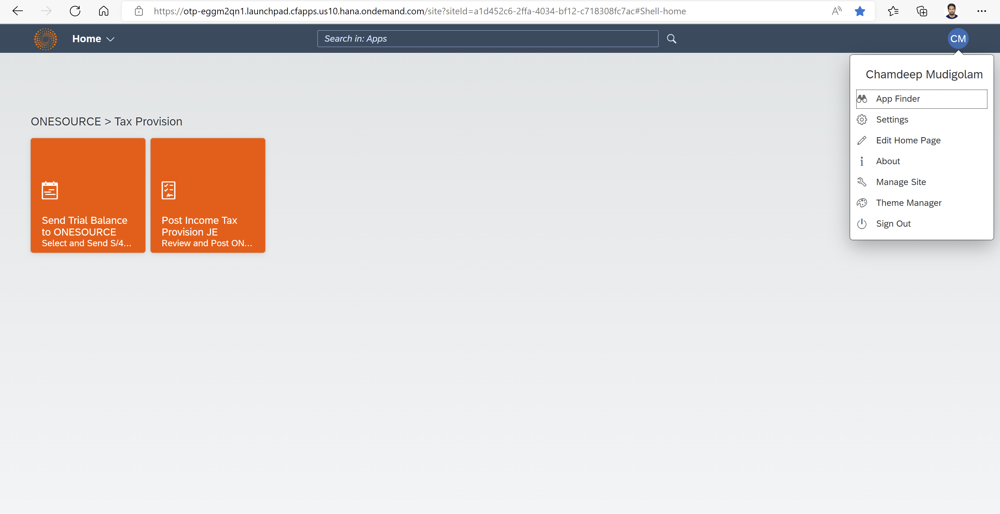 https://otp-eggm2qn1.launchpad.cfapps.us10.hana.ondemand.com/site?siteId=a1d452c6-2ffa-4034-bf12-c718308fc7ac#Shell-home
Home
Search in: Apps
CM
Chamdeep Mudigolam
App Finder
Settings
Edit Home Page
About
Manage Site
Theme Manager
Sign Out
ONESOURCE > Tax Provision
Send Trial Balance
to ONESOURCE
Select and Send S/4...
Post Income Tax
Provision JE
Review and Post ON...